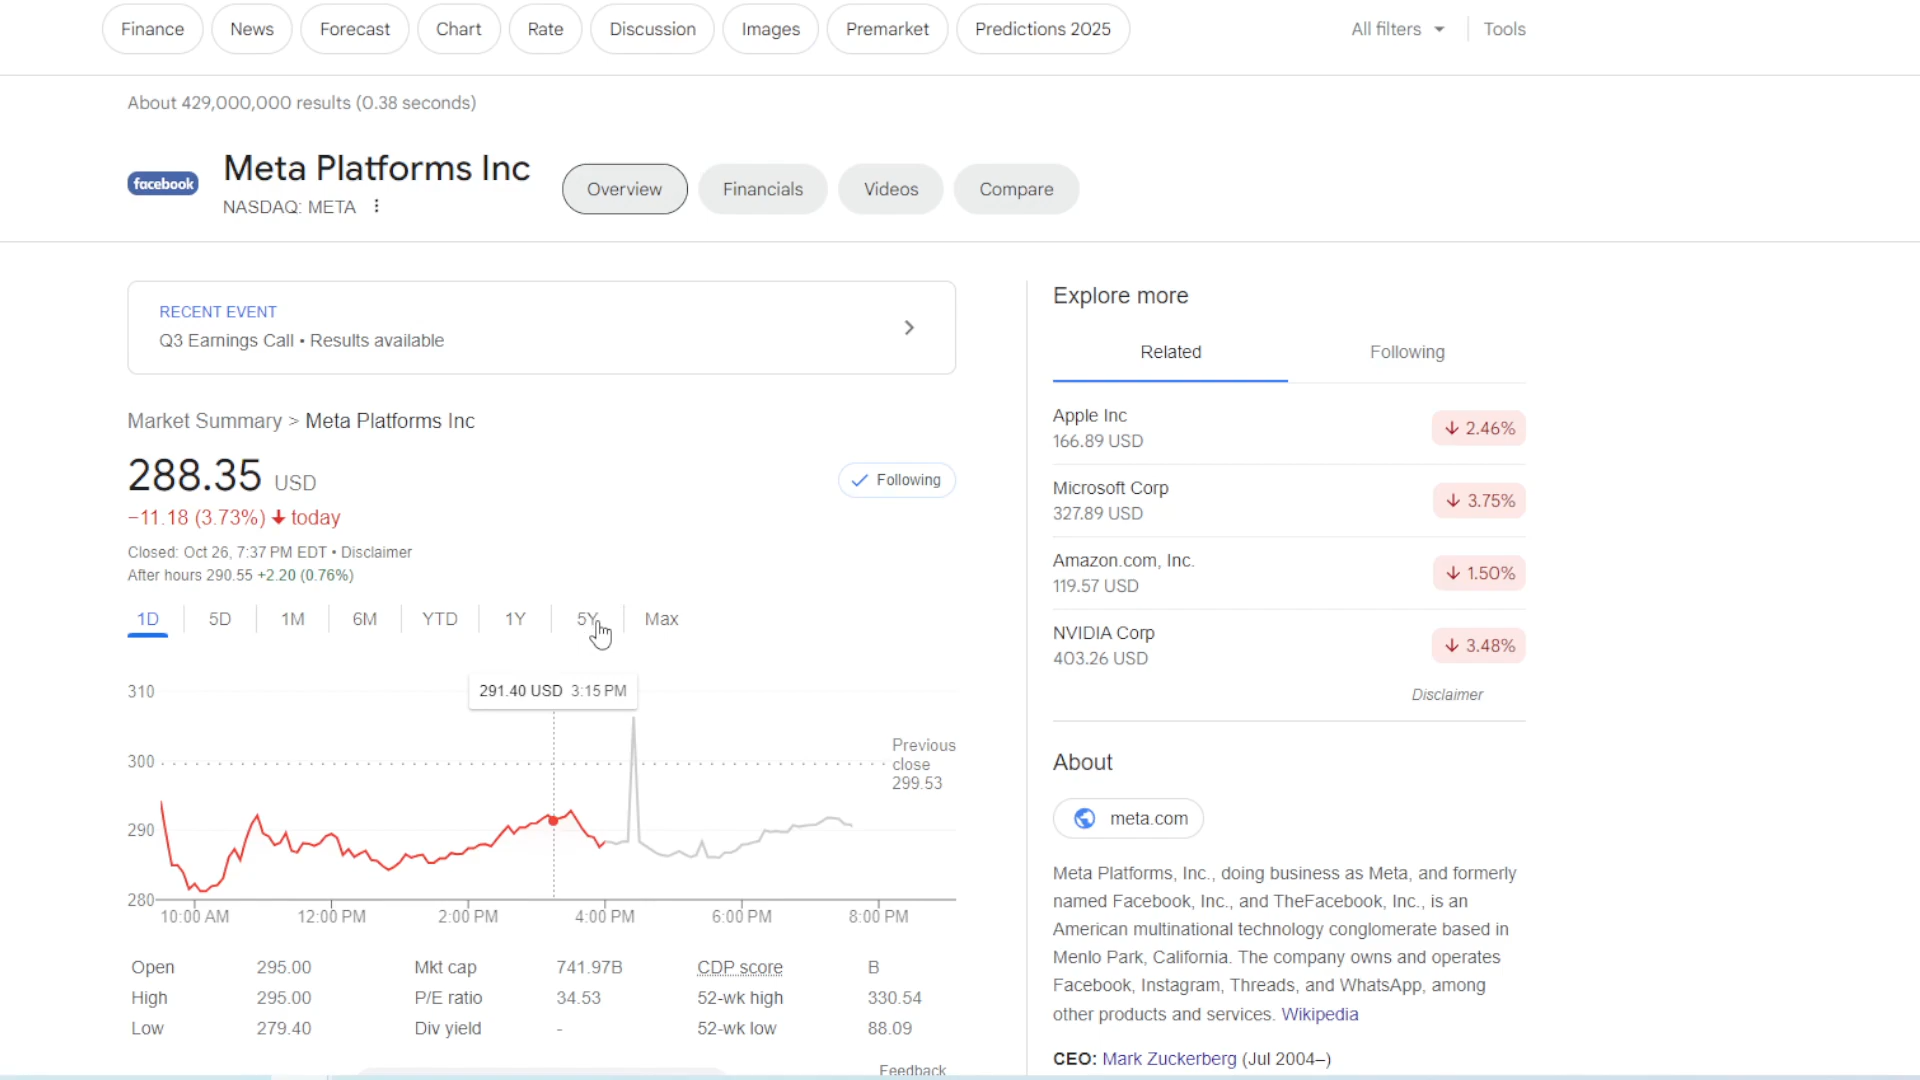 Finance
News
Forecast
Chart
Rate
Discussion
Images
Premarket
Predictions 2025
All filters
Tools
About 429,000,000 results (0.38 seconds)
facebook
Meta Platforms Inc
NASDAQ: META
Overview
Financials
Videos
Compare
RECENT EVENT
Q3 Earnings Call • Results available
Market Summary > Meta Platforms Inc
288.35 USD
−11.18 (3.73%) today
Following
Closed: Oct 26, 7:37 PM EDT • Disclaimer
After hours 290.55 +2.20 (0.76%)
1D
5D
1M
6M
YTD
1Y
5Y
Max
291.40 USD 3:15 PM
310
300
290
280
Previous
close
299.53
10:00 AM
12:00 PM
2:00 PM
4:00 PM
6:00 PM
8:00 PM
Open 295.00 Mkt cap 741.97B CDP score B
High 295.00 P/E ratio 34.53 52-wk high 330.54
Low 279.40 Div yield - 52-wk low 88.09
Feedback
Explore more
Related
Following
Apple Inc
166.89 USD
2.46%
Microsoft Corp
327.89 USD
3.75%
Amazon.com, Inc.
119.57 USD
1.50%
NVIDIA Corp
403.26 USD
3.48%
Disclaimer
About
meta.com
Meta Platforms, Inc., doing business as Meta, and formerly
named Facebook, Inc., and TheFacebook, Inc., is an
American multinational technology conglomerate based in
Menlo Park, California. The company owns and operates
Facebook, Instagram, Threads, and WhatsApp, among
other products and services. Wikipedia
CEO: Mark Zuckerberg (Jul 2004–)